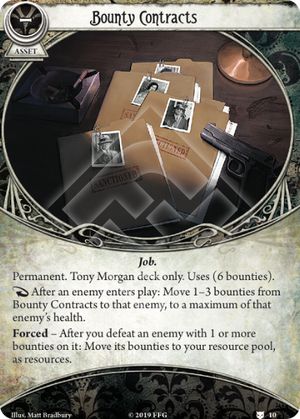 Bounty Contracts
ASSET
SANCTIONED
SANCTIONED
SANCTIONED
Job.
Permanent. Tony Morgan deck only. Uses (6 bounties).
After an enemy enters play: Move 1–3 bounties from
Bounty Contracts to that enemy, to a maximum of that
enemy's health.
Forced – After you defeat an enemy with 1 or more
bounties on it: Move its bounties to your resource pool,
as resources.
Illus. Matt Bradbury
© 2019 FFG
10